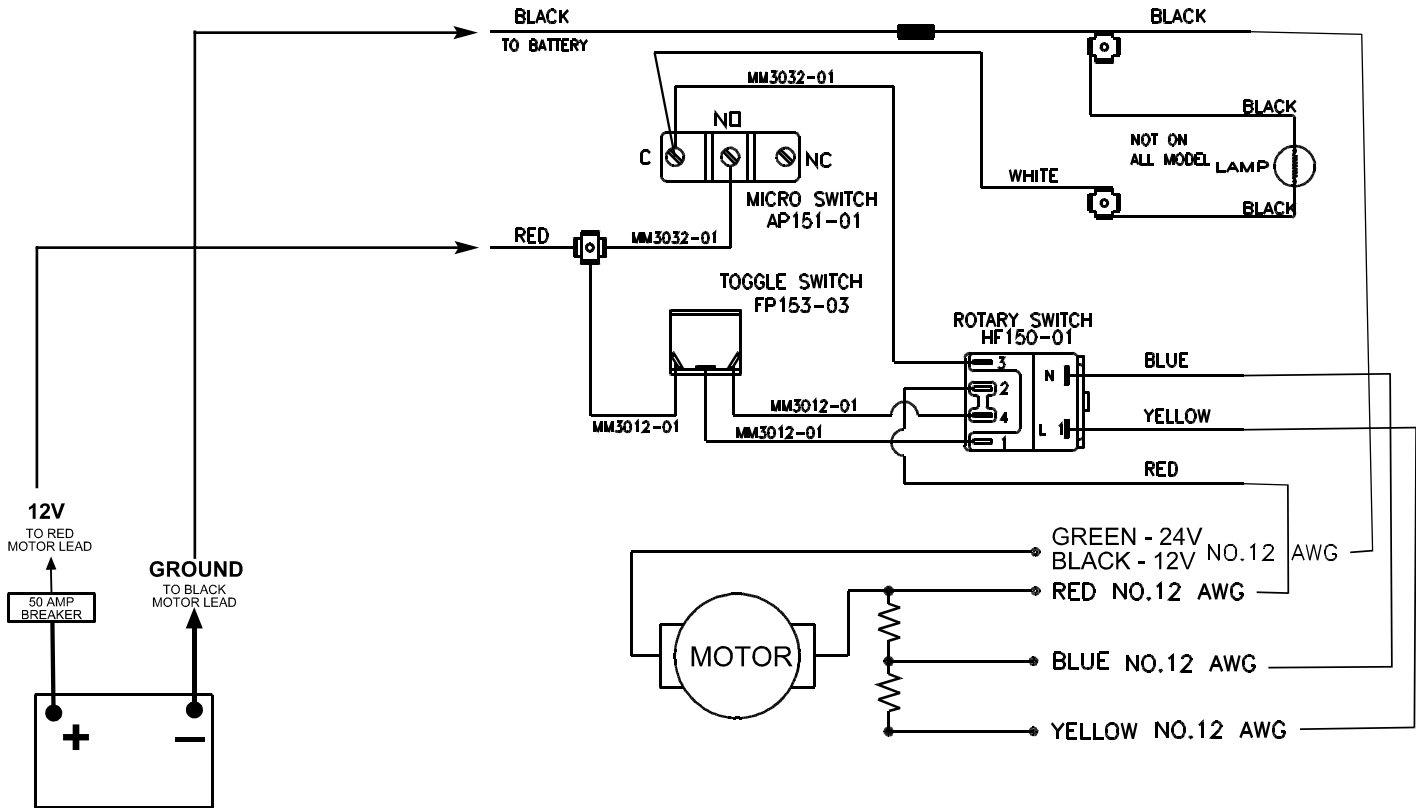 BLACK
TO BATTERY
BLACK
MM3032-01
BLACK
NO
C
NC
NOT ON
ALL MODEL
LAMP
WHITE
BLACK
MICRO SWITCH
AP151-01
RED
MM3032-01
TOGGLE SWITCH
FP153-03
ROTARY SWITCH
HF150-01
3
N
BLUE
2
MM3012-01
4
YELLOW
MM3012-01
MM3012-01
1
L 1
RED
12V
TO RED
MOTOR LEAD
GROUND
TO BLACK
MOTOR LEAD
50 AMP
BREAKER
GREEN - 24V
BLACK - 12V
NO.12 AWG
RED NO.12 AWG
MOTOR
BLUE NO.12 AWG
YELLOW NO.12 AWG
+
−